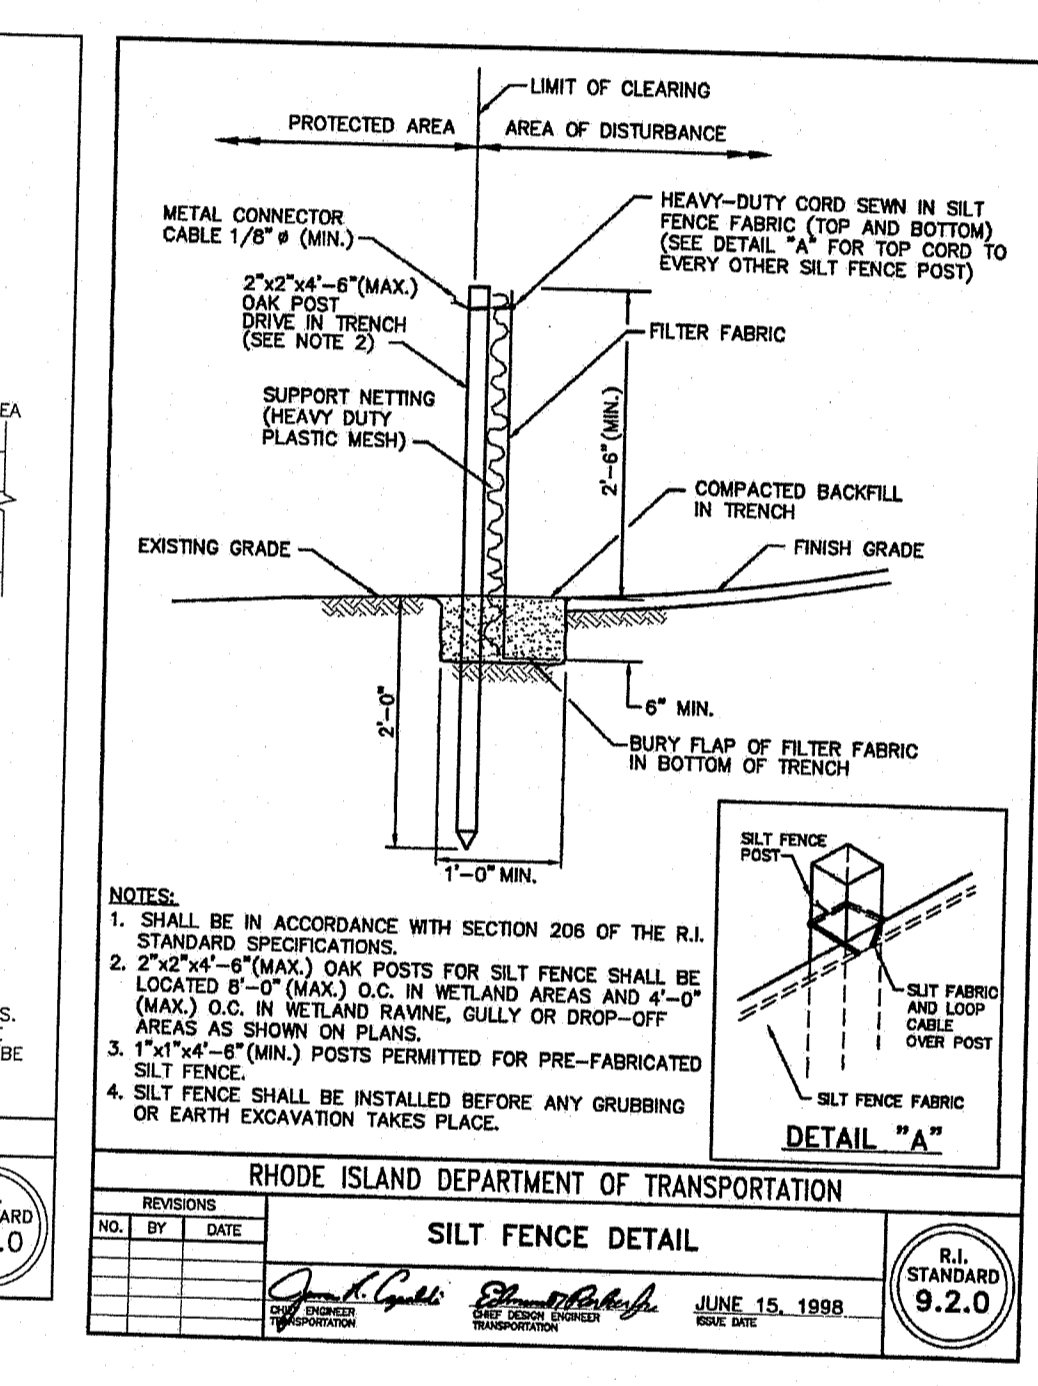 EA
S.
BE
ARD
.0
LIMIT OF CLEARING
PROTECTED AREA
AREA OF DISTURBANCE
METAL CONNECTOR
CABLE 1/8" ø (MIN.)
HEAVY-DUTY CORD SEWN IN SILT
FENCE FABRIC (TOP AND BOTTOM)
(SEE DETAIL "A" FOR TOP CORD TO
EVERY OTHER SILT FENCE POST)
2"x2"x4'-6"(MAX.)
OAK POST
DRIVE IN TRENCH
(SEE NOTE 2)
FILTER FABRIC
SUPPORT NETTING
(HEAVY DUTY
PLASTIC MESH)
2'-6"(MIN.)
COMPACTED BACKFILL
IN TRENCH
EXISTING GRADE
FINISH GRADE
2'-0"
6" MIN.
BURY FLAP OF FILTER FABRIC
IN BOTTOM OF TRENCH
1'-0" MIN.
SILT FENCE
POST
SLIT FABRIC
AND LOOP
CABLE
OVER POST
SILT FENCE FABRIC
DETAIL "A"
NOTES:
1. SHALL BE IN ACCORDANCE WITH SECTION 206 OF THE R.I.
STANDARD SPECIFICATIONS.
2. 2"x2"x4'-6"(MAX.) OAK POSTS FOR SILT FENCE SHALL BE
LOCATED 8'-0" (MAX.) O.C. IN WETLAND AREAS AND 4'-0"
(MAX.) O.C. IN WETLAND RAVINE, GULLY OR DROP-OFF
AREAS AS SHOWN ON PLANS.
3. 1"x1"x4'-6"(MIN.) POSTS PERMITTED FOR PRE-FABRICATED
SILT FENCE.
4. SILT FENCE SHALL BE INSTALLED BEFORE ANY GRUBBING
OR EARTH EXCAVATION TAKES PLACE.
RHODE ISLAND DEPARTMENT OF TRANSPORTATION
REVISIONS
NO. BY DATE
SILT FENCE DETAIL
CHIEF ENGINEER
TRANSPORTATION
CHIEF DESIGN ENGINEER
TRANSPORTATION
JUNE 15, 1998
ISSUE DATE
R.I.
STANDARD
9.2.0